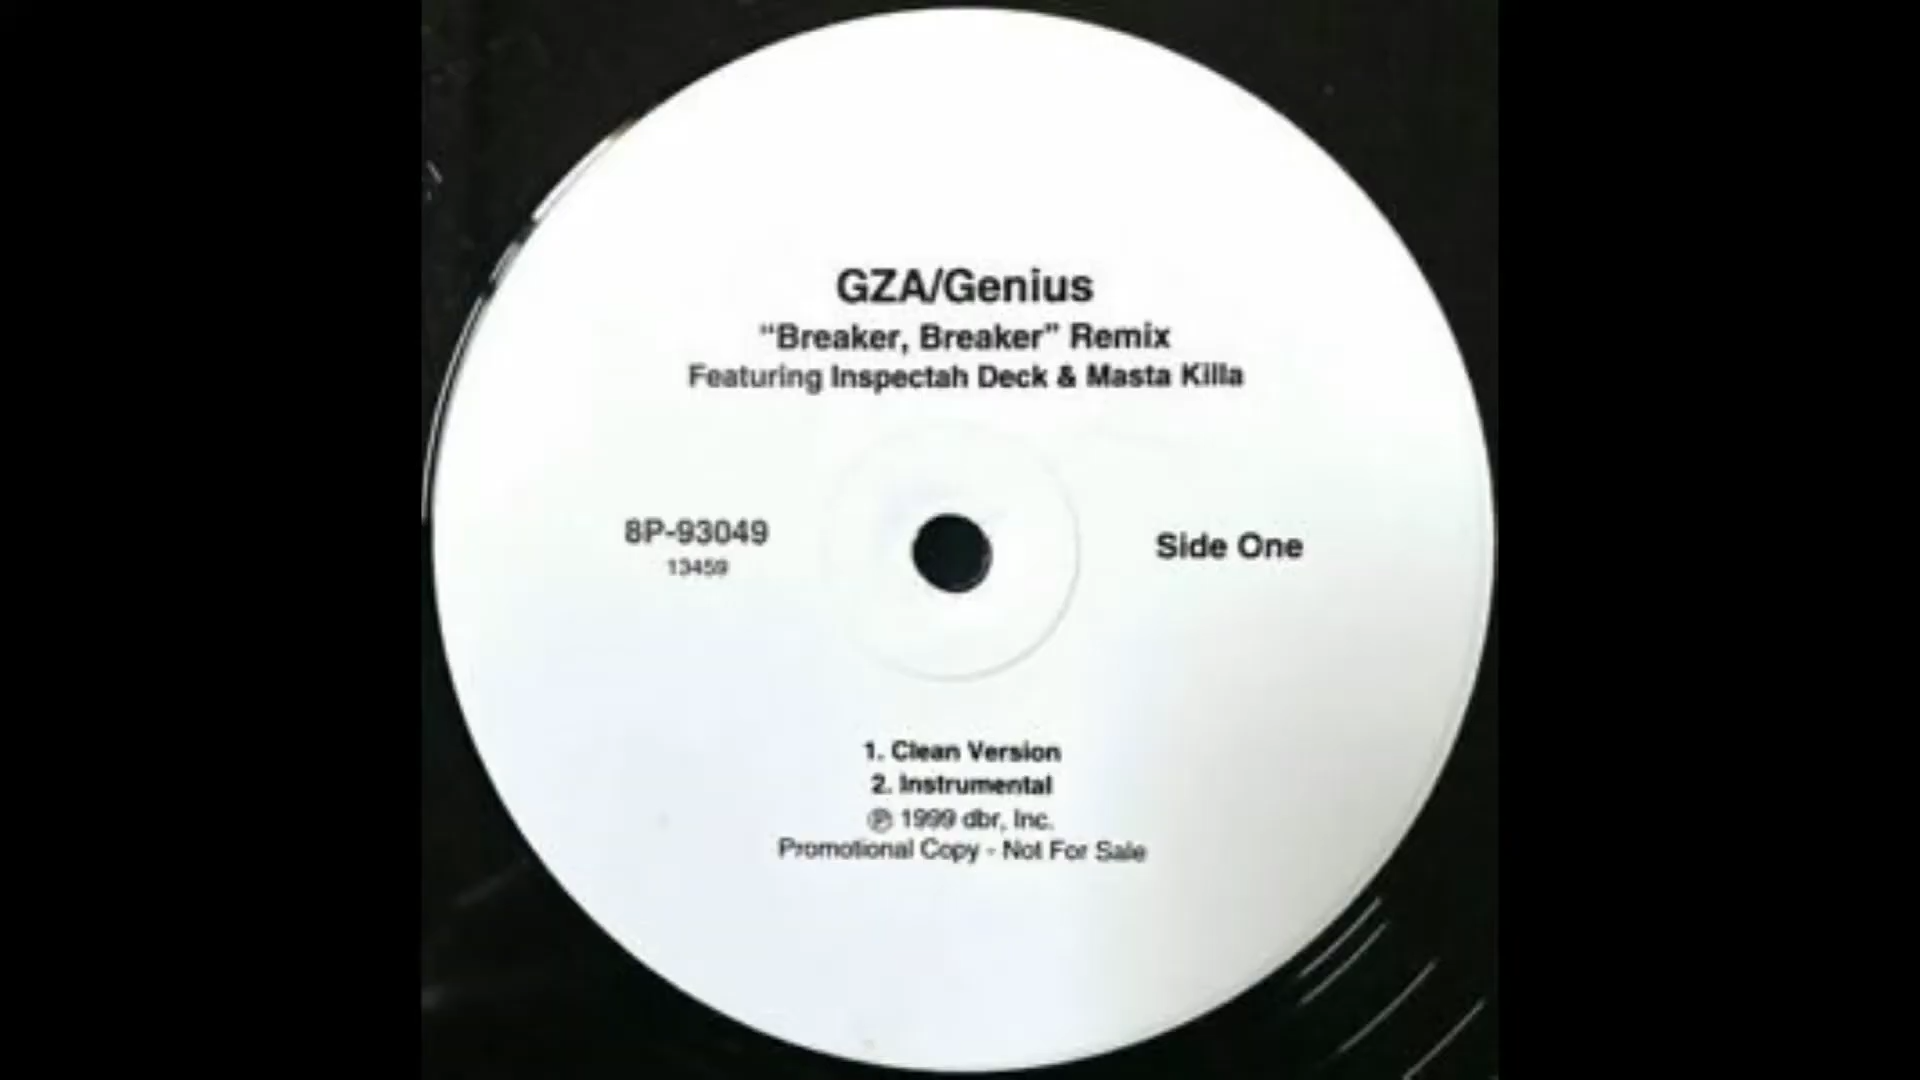 GZA/Genius
“Breaker, Breaker” Remix
Featuring Inspectah Deck & Masta Killa
8P-93049
13459
Side One
1. Clean Version
2. Instrumental
℗ 1999 dbr, Inc.
Promotional Copy - Not For Sale